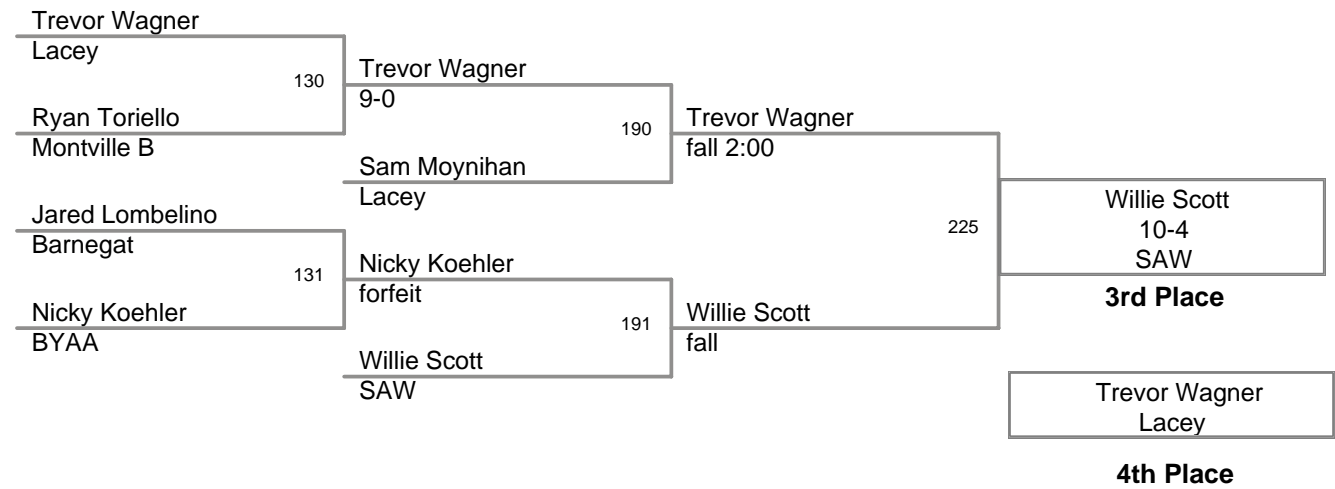 Trevor Wagner
Lacey
130
Ryan Toriello
Montville B
Jared Lombelino
Barnegat
131
Nicky Koehler
BYAA
Trevor Wagner
9-0
190
Sam Moynihan
Lacey
Nicky Koehler
forfeit
191
Willie Scott
SAW
Trevor Wagner
fall 2:00
225
Willie Scott
fall
Willie Scott
10-4
SAW
3rd Place
Trevor Wagner
Lacey
4th Place